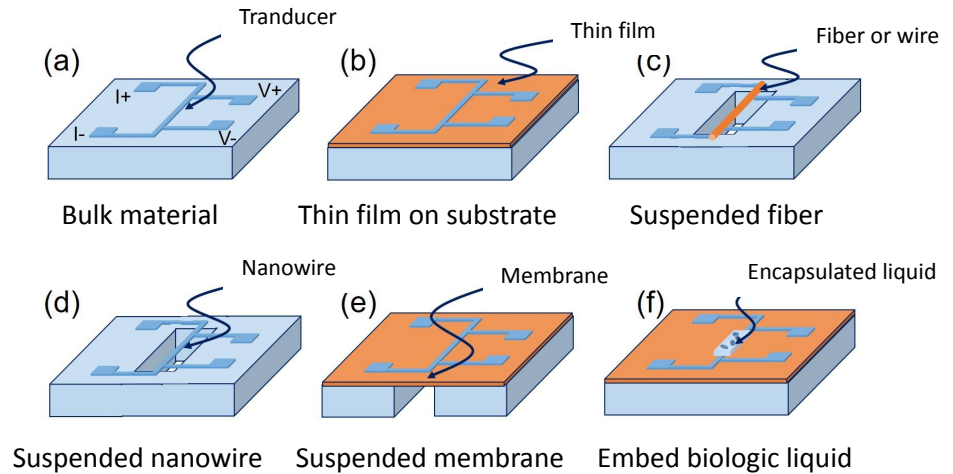 Tranducer
Thin film
Fiber or wire
(a)
I+
V+
I-
V-
(b)
(c)
Bulk material
Thin film on substrate
Suspended fiber
Nanowire
Membrane
Encapsulated liquid
(d)
(e)
(f)
Suspended nanowire
Suspended membrane
Embed biologic liquid